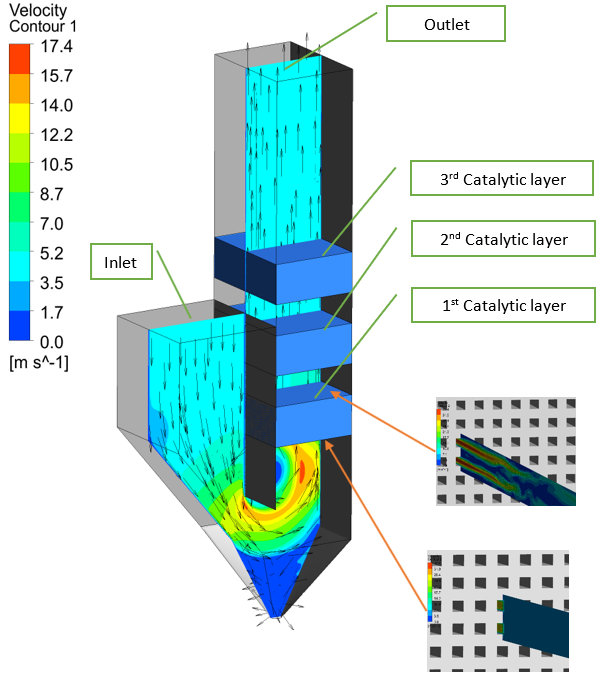 Velocity
Contour 1
17.4
15.7
14.0
12.2
10.5
8.7
7.0
5.2
3.5
1.7
0.0
[m s^-1]
Outlet
3rd Catalytic layer
2nd Catalytic layer
Inlet
1st Catalytic layer